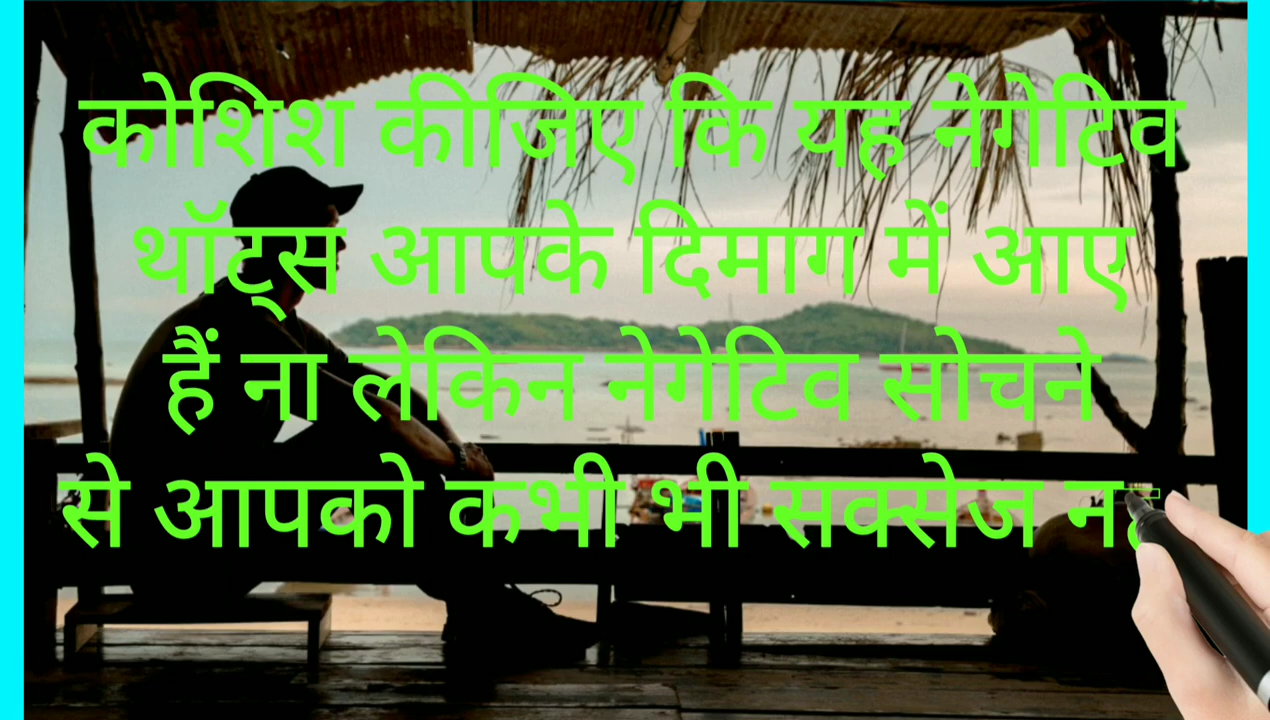 कोशिश कीजिए कि यह नेगेटिव
थॉट्स आपके दिमाग में आए
हैं ना लेकिन नेगेटिव सोचने
से आपको कभी भी सक्सेज